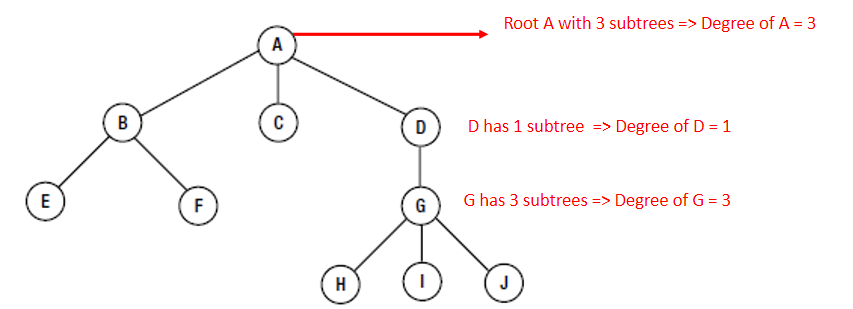 Root A with 3 subtrees => Degree of A = 3
A
B
C
D
D has 1 subtree => Degree of D = 1
E
F
G
G has 3 subtrees => Degree of G = 3
H
I
J